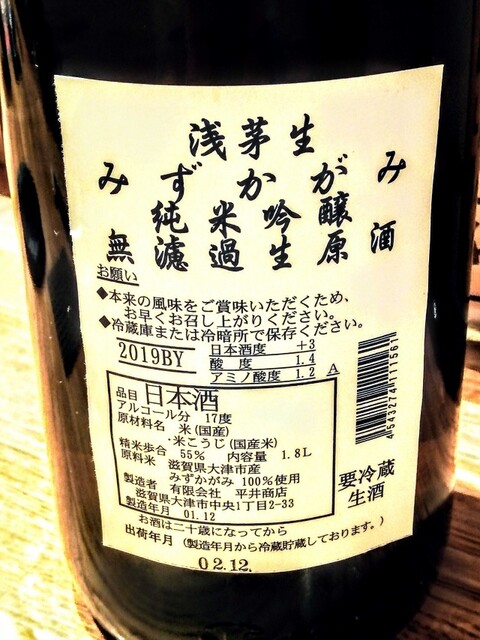 浅茅生
みずかがみ
純米吟醸酒
無濾過生原
お願い
◆本来の風味をご賞味いただくため、
お早くお召し上がりください。
◆冷蔵庫または冷暗所で保存ください。
2019BY
日本酒度 +3
酸度 1.4
アミノ酸度 1.2
A
品目 日本酒
アルコール分 17度
原材料名 米(国産)
・米こうじ(国産米)
精米歩合 55% 内容量 1.8L
原料米 滋賀県大津市産
みずかがみ 100%使用
製造者 有限会社 平井商店
滋賀県大津市中央1丁目2-33
製造年月 01.12
4543274111561
要冷蔵
生酒
お酒は二十歳になってから
出荷年月 (製造年月から冷蔵貯蔵しております。)
02.12.